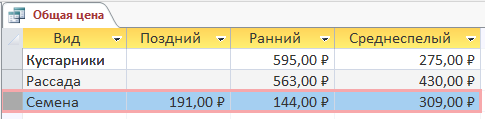 Общая цена
Вид Поздний Ранний Среднеспелый
Кустарники 595,00 ₽ 275,00 ₽
Рассада 563,00 ₽ 430,00 ₽
Семена 191,00 ₽ 144,00 ₽ 309,00 ₽